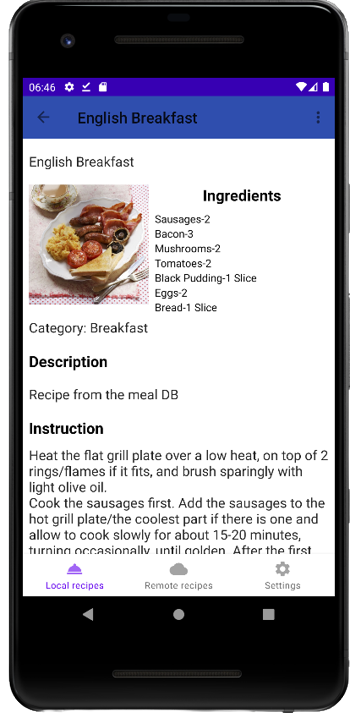 06:46
English Breakfast
English Breakfast
Ingredients
Sausages-2
Bacon-3
Mushrooms-2
Tomatoes-2
Black Pudding-1 Slice
Eggs-2
Bread-1 Slice
Category: Breakfast
Description
Recipe from the meal DB
Instruction
Heat the flat grill plate over a low heat, on top of 2
rings/flames if it fits, and brush sparingly with
light olive oil.
Cook the sausages first. Add the sausages to the
hot grill plate/the coolest part if there is one and
allow to cook slowly for about 15-20 minutes,
turning occasionally, until golden. After the first
Local recipes
Remote recipes
Settings